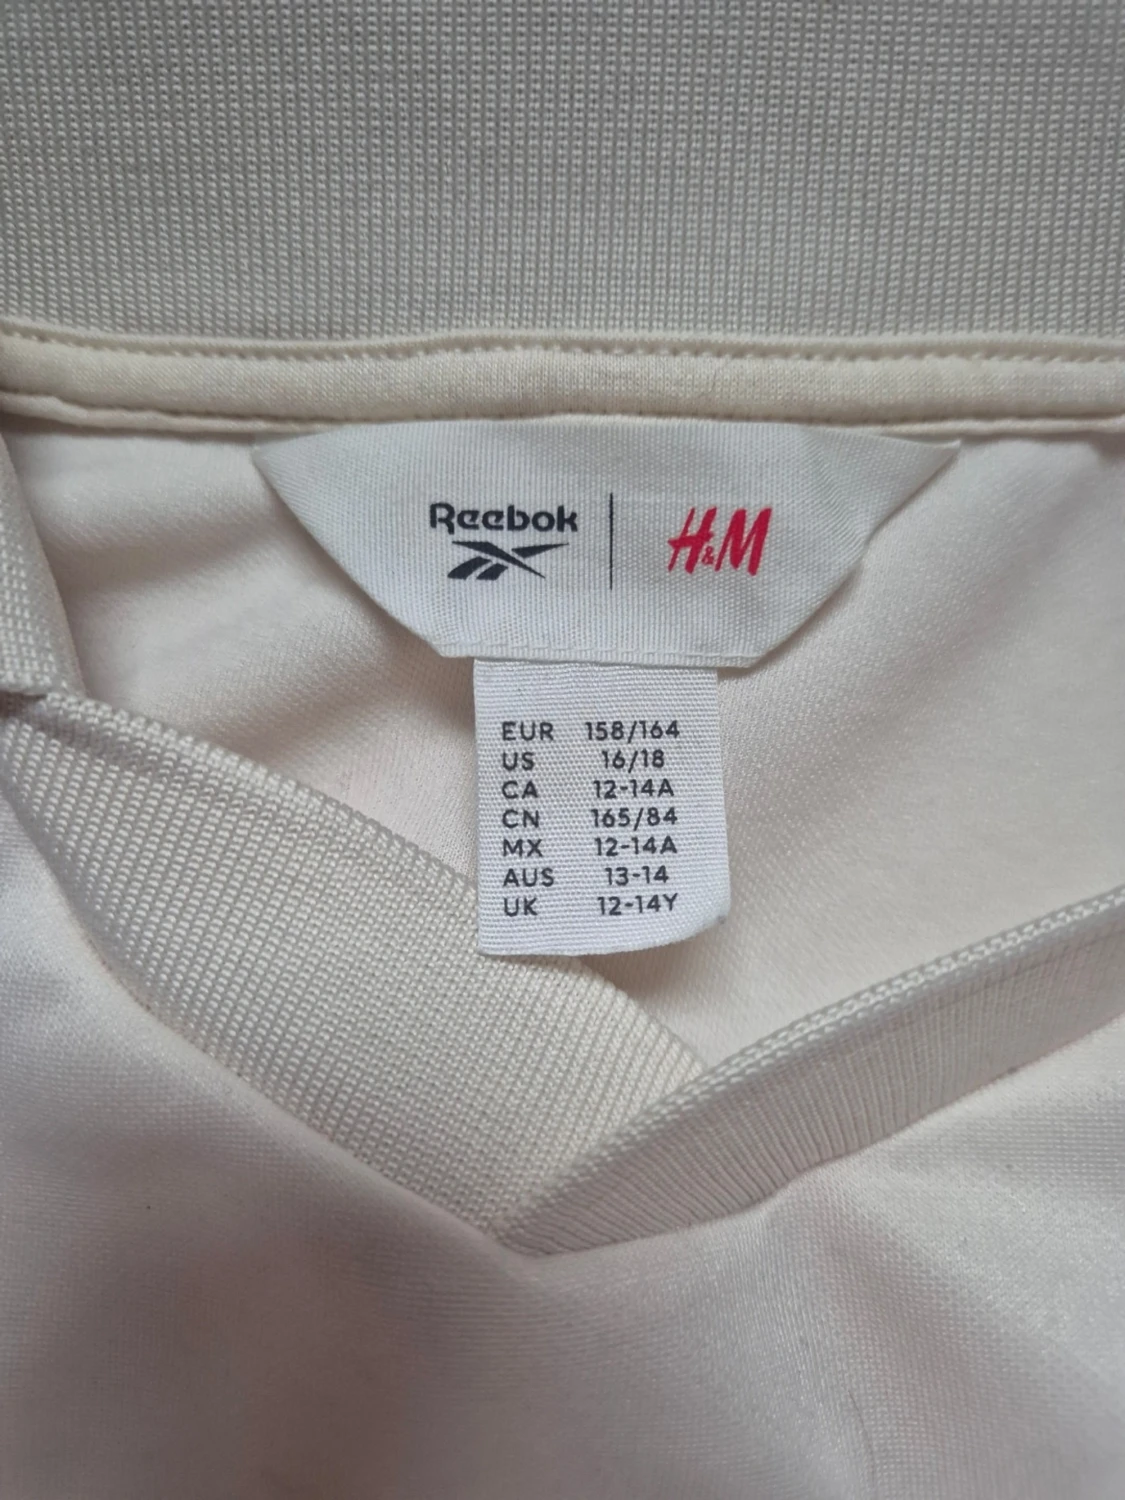 Reebok | H&M
EUR 158/164
US 16/18
CA 12-14A
CN 165/84
MX 12-14A
AUS 13-14
UK 12-14Y